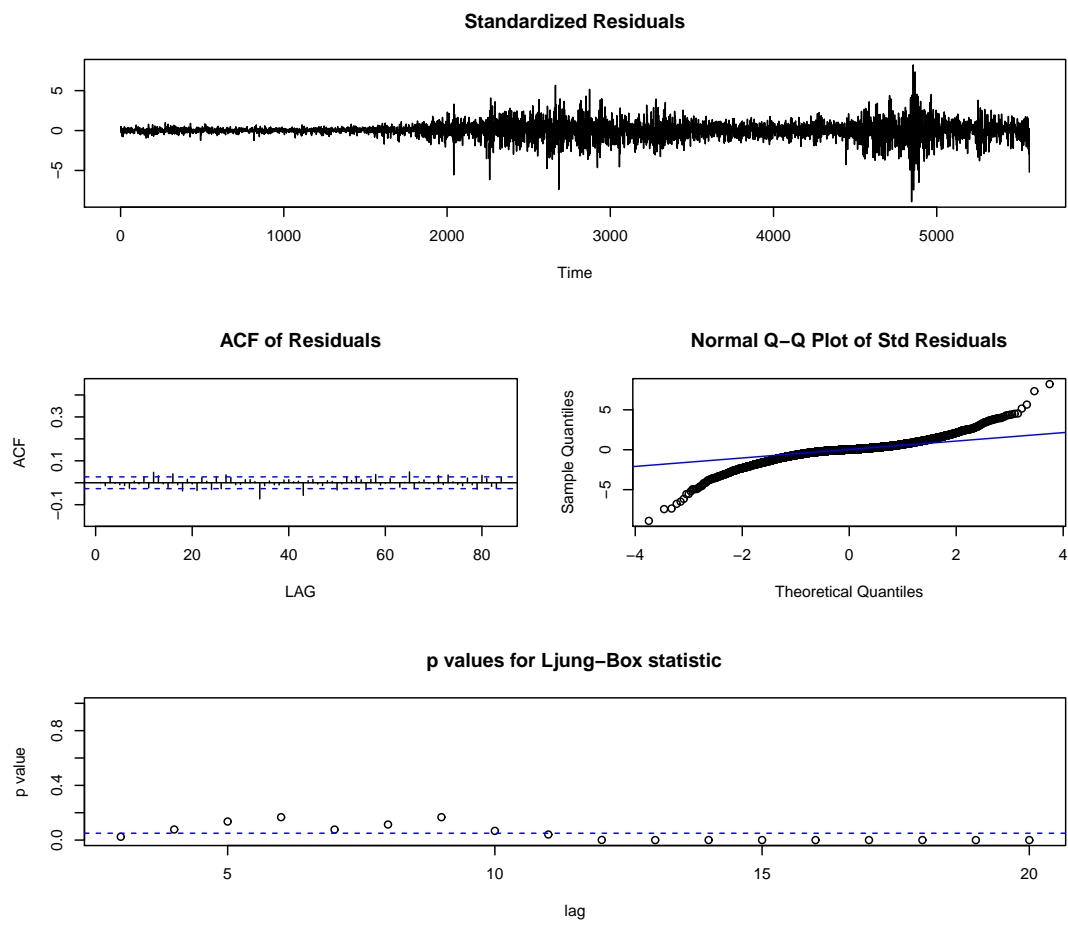 Standardized Residuals
5
0
−5
0 1000 2000 3000 4000 5000
Time
ACF of Residuals
ACF
0.3
0.1
−0.1
0 20 40 60 80
LAG
Normal Q−Q Plot of Std Residuals
Sample Quantiles
5
0
−5
−4 −2 0 2 4
Theoretical Quantiles
p values for Ljung−Box statistic
p value
0.8
0.4
0.0
5 10 15 20
lag